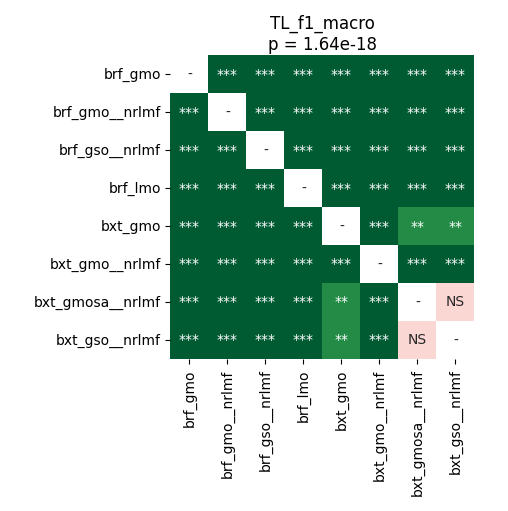 TL_f1_macro
p = 1.64e-18
brf_gmo - *** *** *** *** *** *** ***
brf_gmo__nrlmf *** - *** *** *** *** *** ***
brf_gso__nrlmf *** *** - *** *** *** *** ***
brf_lmo *** *** *** - *** *** *** ***
bxt_gmo *** *** *** *** - *** ** **
bxt_gmo__nrlmf *** *** *** *** *** - *** ***
bxt_gmosa__nrlmf *** *** *** *** ** *** - NS
bxt_gso__nrlmf *** *** *** *** ** *** NS -
brf_gmo
brf_gmo__nrlmf
brf_gso__nrlmf
brf_lmo
bxt_gmo
bxt_gmo__nrlmf
bxt_gmosa__nrlmf
bxt_gso__nrlmf